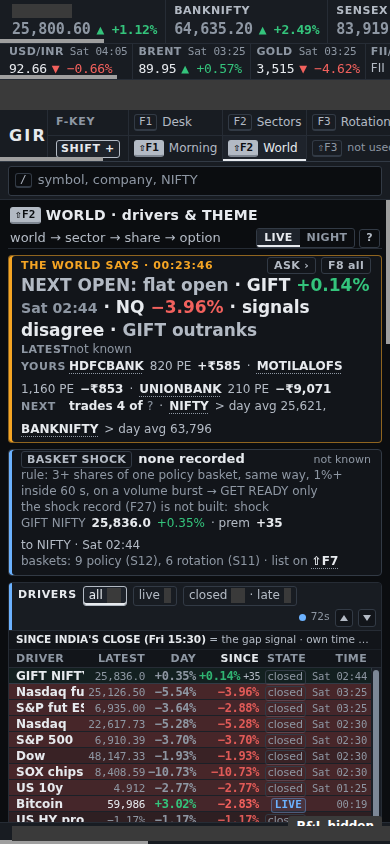 BANKNIFTY SENSEX
25,800.60 ▲ +1.12% 64,635.20 ▲ +2.49% 83,919
USD/INR Sat 04:05 BRENT Sat 03:25 GOLD Sat 03:25 FII/
92.66 ▼ −0.66% 89.95 ▲ +0.57% 3,515 ▼ −4.62% FII
GIR F-KEY F1 Desk F2 Sectors F3 Rotation
SHIFT + ⇧F1 Morning ⇧F2 World ⇧F3 not used
/ symbol, company, NIFTY
⇧F2 WORLD · drivers & THEME
world → sector → share → option LIVE NIGHT ?
THE WORLD SAYS · 00:23:46 ASK › F8 all
NEXT OPEN: flat open · GIFT +0.14%
Sat 02:44 · NQ −3.96% · signals
disagree · GIFT outranks
LATEST not known
YOURS HDFCBANK 820 PE +₹585 · MOTILALOFS
1,160 PE −₹853 · UNIONBANK 210 PE −₹9,071
NEXT trades 4 of ? · NIFTY > day avg 25,621,
BANKNIFTY > day avg 63,796
BASKET SHOCK none recorded not known
rule: 3+ shares of one policy basket, same way, 1%+
inside 60 s, on a volume burst → GET READY only
the shock record (F27) is not built: shock
GIFT NIFTY 25,836.0 +0.35% · prem +35
to NIFTY · Sat 02:44
baskets: 9 policy (S12), 6 rotation (S11) · list on ⇧F7
DRIVERS all live closed · late
72s ▲ ▼
SINCE INDIA'S CLOSE (Fri 15:30) = the gap signal · own time ...
DRIVER LATEST DAY SINCE STATE TIME
GIFT NIFTY 25,836.0 +0.35% +0.14% +35 closed Sat 02:44
Nasdaq fu 25,126.50 −5.54% −3.96% closed Sat 03:25
S&P fut ES 6,935.00 −3.64% −2.88% closed Sat 03:25
Nasdaq 22,617.73 −5.28% −5.28% closed Sat 02:30
S&P 500 6,910.39 −3.70% −3.70% closed Sat 02:30
Dow 48,147.33 −1.93% −1.93% closed Sat 02:30
SOX chips 8,408.59 −10.73% −10.73% closed Sat 02:30
US 10y 4.912 −2.77% −2.77% closed Sat 01:25
Bitcoin 59,986 +3.02% −2.83% LIVE 00:19
US HY pro −1.17% −1.17% closed Sat 02:30
P&L hidden